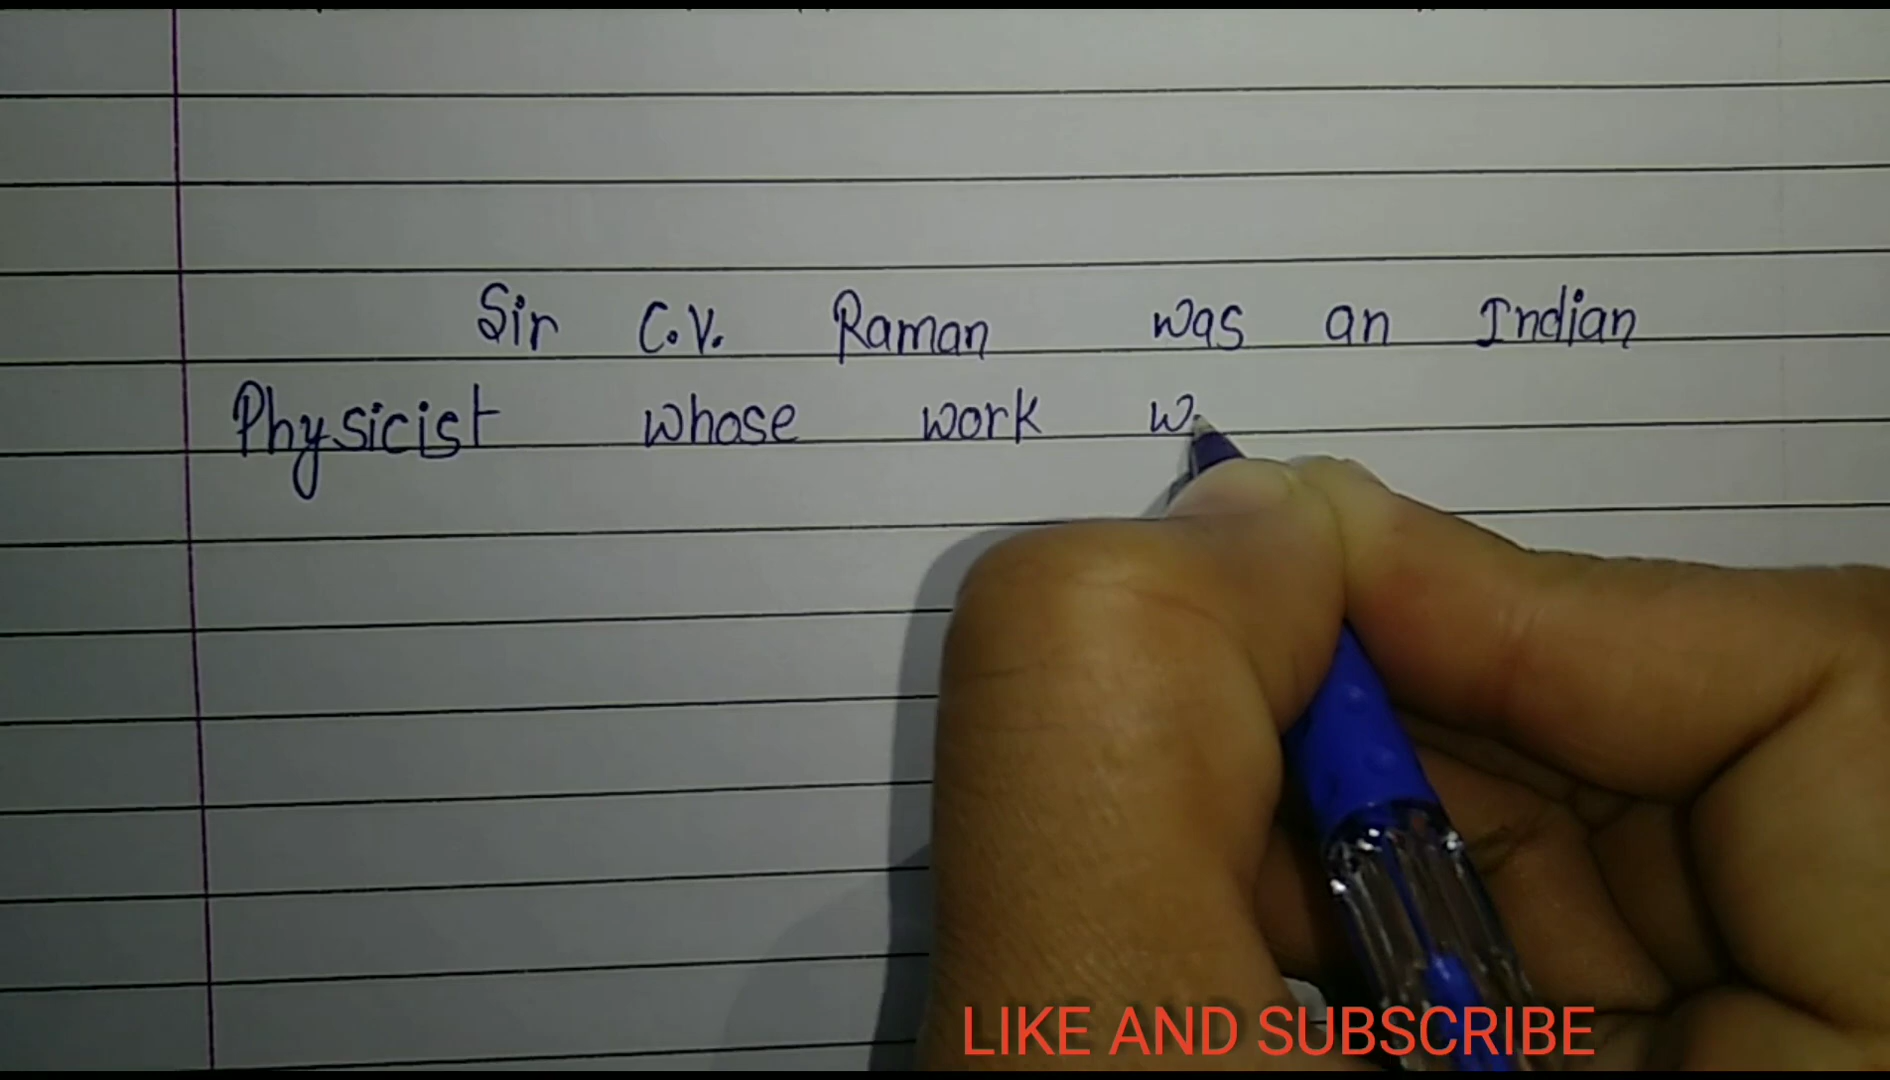 Sir C.V. Raman was an Indian
Physicist whose work w
LIKE AND SUBSCRIBE